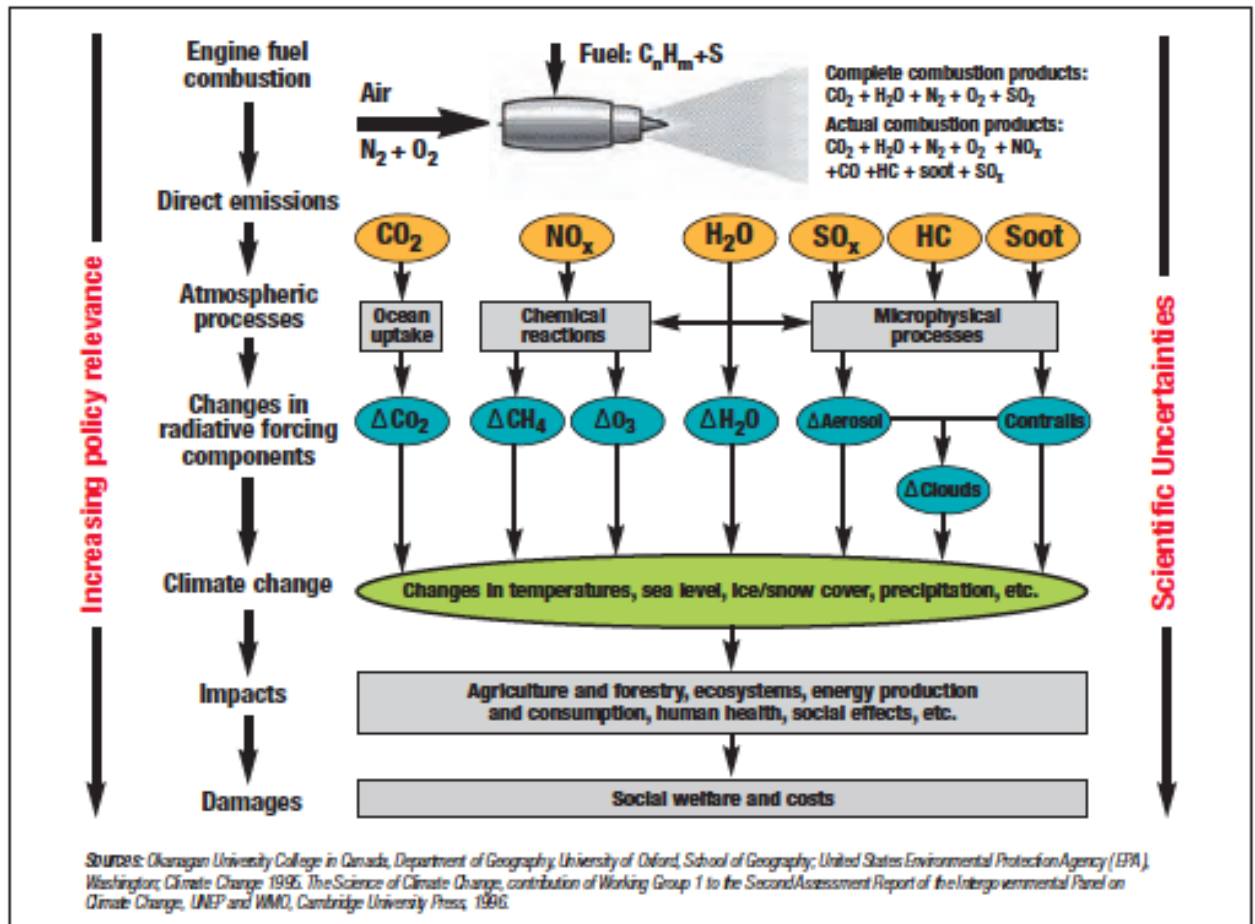 Engine fuel
combustion
Direct emissions
Atmospheric
processes
Changes in
radiative forcing
components
Climate change
Impacts
Damages
Increasing policy relevance
Air
N₂ + O₂
Fuel: CₙHₘ+S
Complete combustion products:
CO₂ + H₂O + N₂ + O₂ + SO₂
Actual combustion products:
CO₂ + H₂O + N₂ + O₂ + NOₓ
+CO +HC + soot + SOₓ
CO₂
NOₓ
H₂O
SOₓ
HC
Soot
Ocean
uptake
Chemical
reactions
Microphysical
processes
ΔCo₂
ΔCH₄
ΔO₃
ΔH₂O
ΔAerosol
Contrails
ΔClouds
Changes in temperatures, sea level, ice/snow cover, precipitation, etc.
Agriculture and forestry, ecosystems, energy production
and consumption, human health, social effects, etc.
Social welfare and costs
Scientific Uncertainties
Sources: Okanagan University College in Canada, Department of Geography, University of Oxford, School of Geography; United States Environmental Protection Agency (EPA),
Washington; Climate Change 1995. The Science of Climate Change, contribution of Working Group 1 to the Second Assessment Report of the Intergovernmental Panel on
Climate Change, UNEP and WMO, Cambridge University Press, 1996.